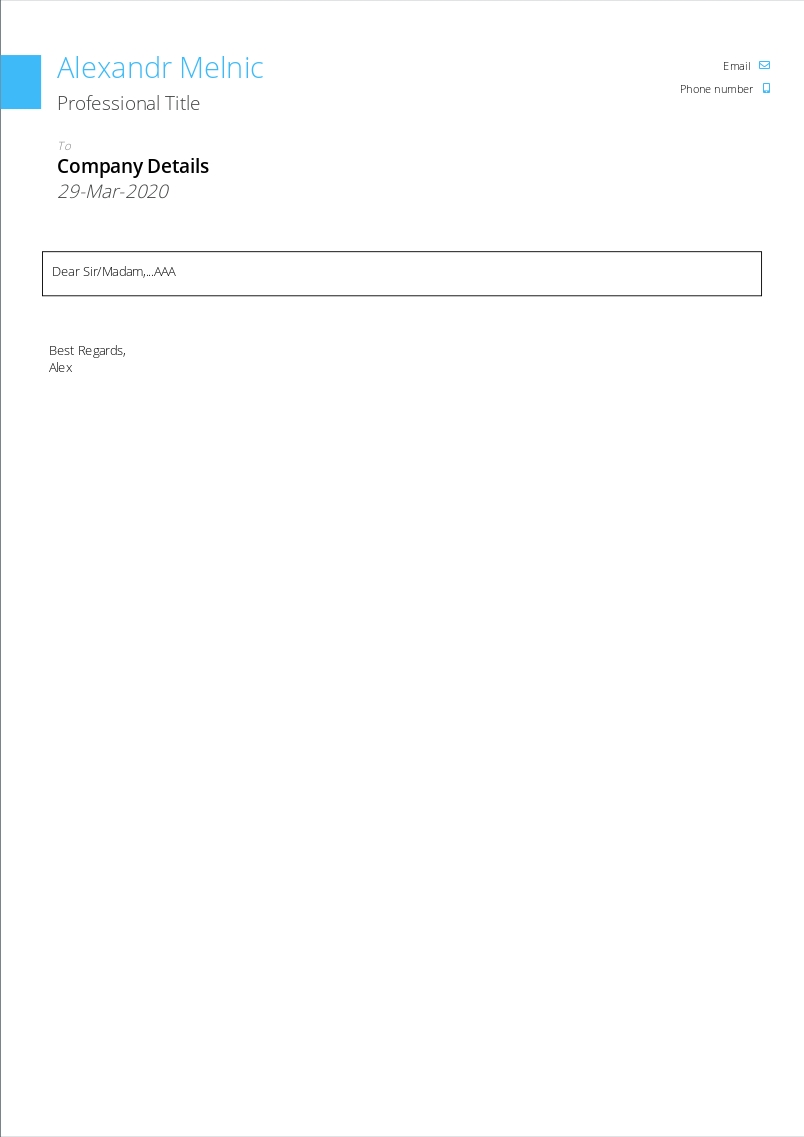 Alexandr Melnic
Professional Title
Email
Phone number
To
Company Details
29-Mar-2020
Dear Sir/Madam,...AAA
Best Regards,
Alex